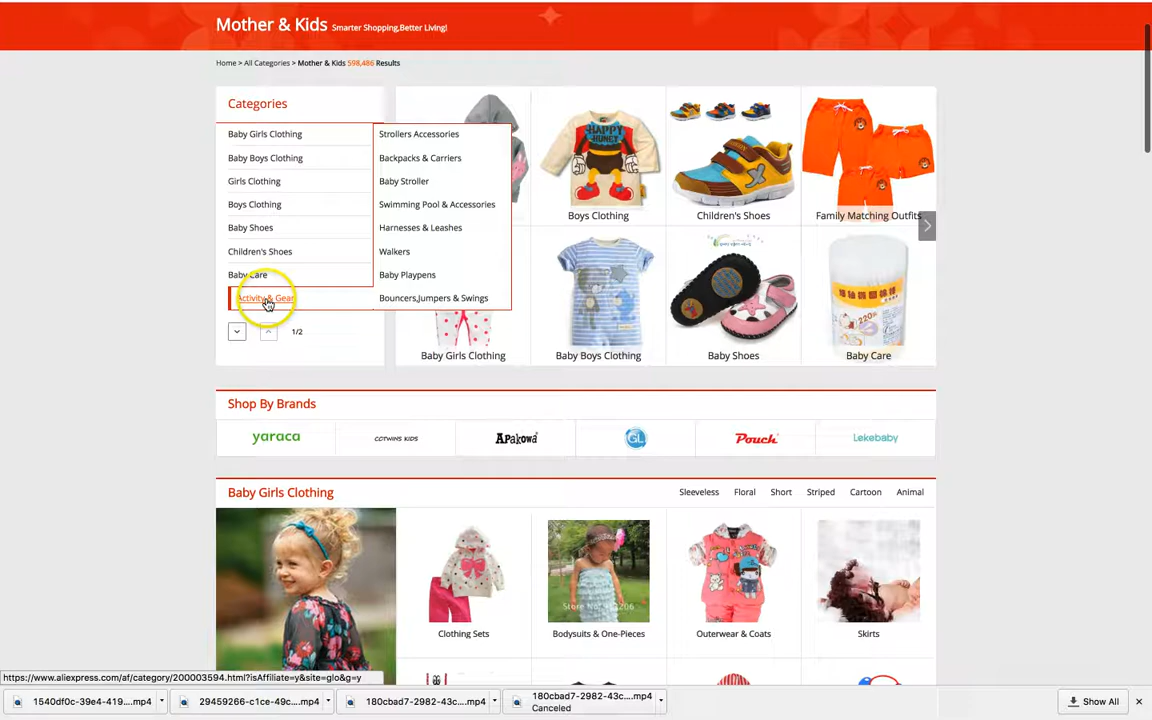 Mother & Kids Smarter Shopping,Better Living!
Home > All Categories > Mother & Kids 598,486 Results
Categories
Baby Girls Clothing
Baby Boys Clothing
Girls Clothing
Boys Clothing
Baby Shoes
Children's Shoes
Baby Care
Activity & Gear
1/2
Strollers Accessories
Backpacks & Carriers
Baby Stroller
Swimming Pool & Accessories
Harnesses & Leashes
Walkers
Baby Playpens
Bouncers,Jumpers & Swings
HAPPY
HUNEY
Boys Clothing
Children's Shoes
Family Matching Outfits
220
Baby Girls Clothing
Baby Boys Clothing
Baby Shoes
Baby Care
Shop By Brands
yaraca
COTWINS KIDS
APakowa
GL
Pouch
Lekebaby
Baby Girls Clothing
Sleeveless Floral Short Striped Cartoon Animal
Clothing Sets
Bodysuits & One-Pieces
Outerwear & Coats
Skirts
https://www.aliexpress.com/af/category/200003594.html?isAffiliate=y&site=glo&g=y
1540df0c-39e4-419....mp4
29459266-c1ce-49c....mp4
180cbad7-2982-43c....mp4
180cbad7-2982-43c....mp4
Canceled
Show All